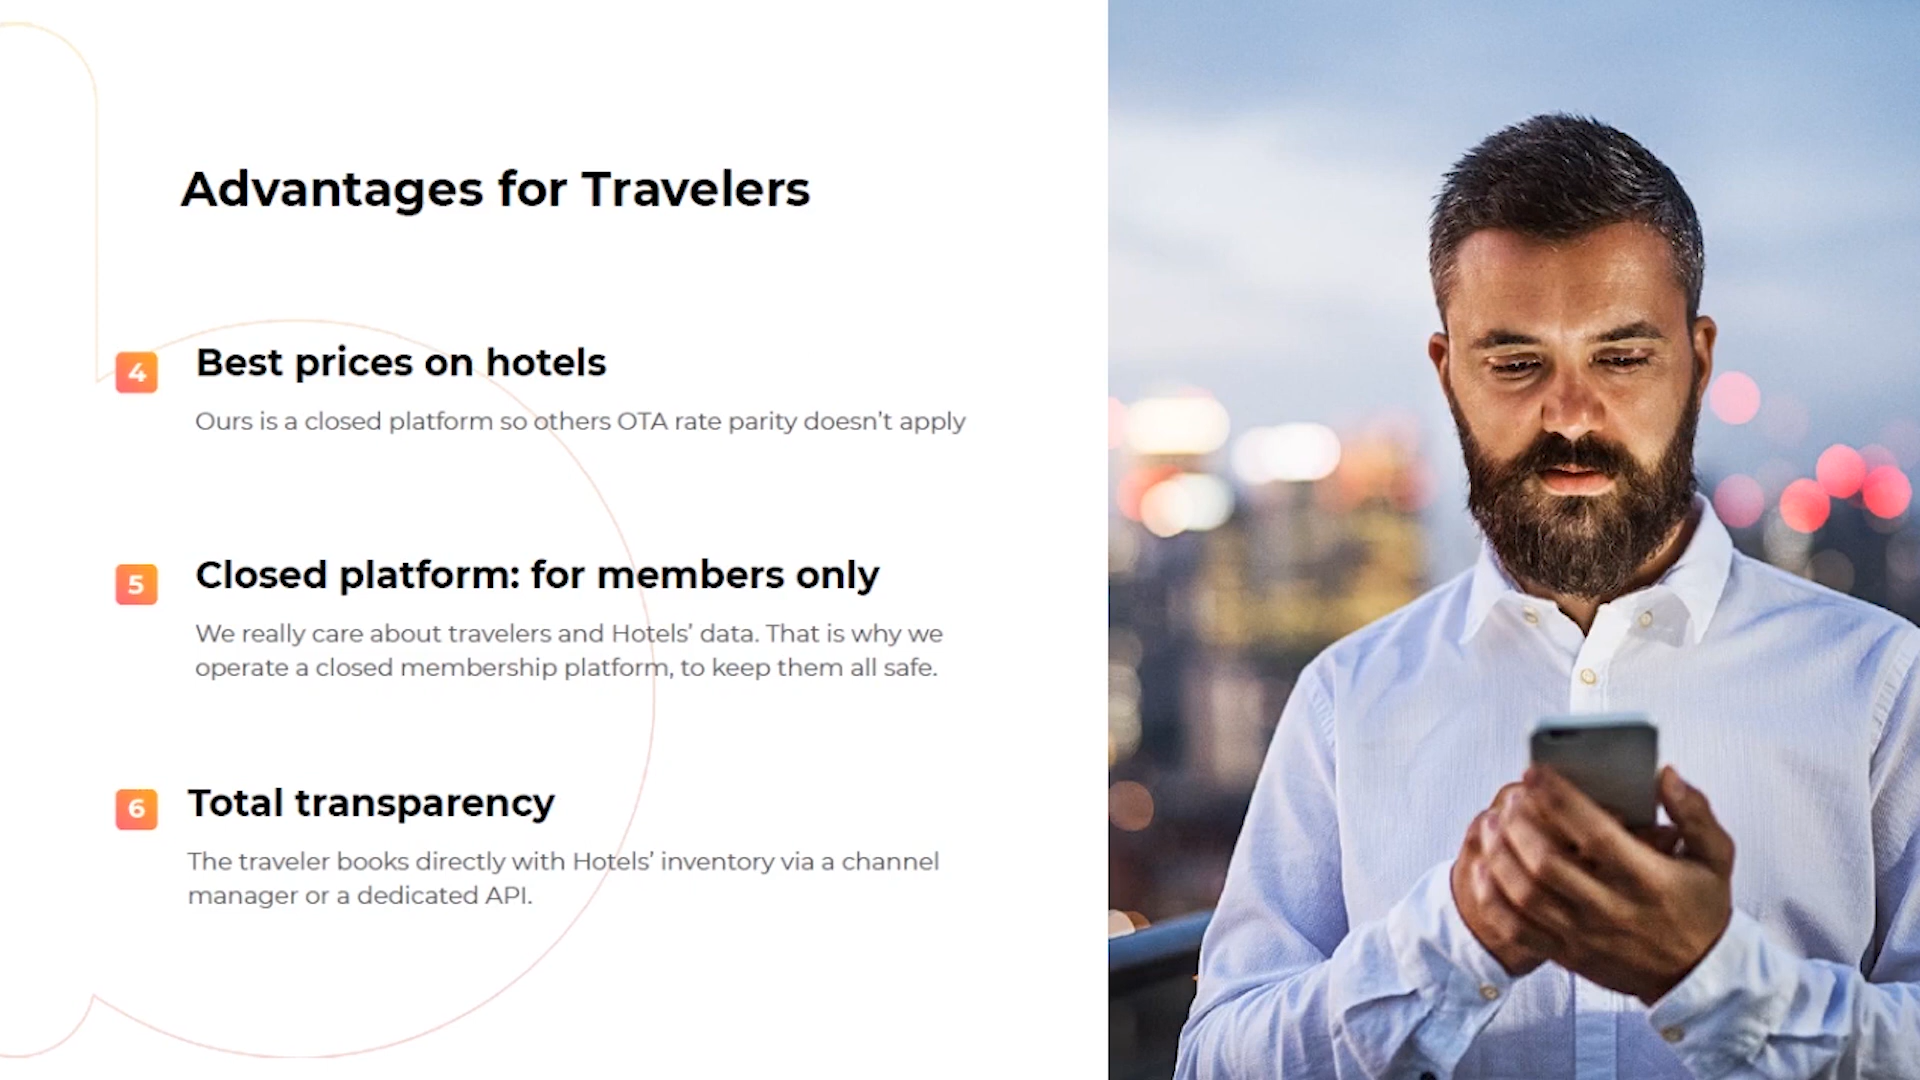 Advantages for Travelers
4
Best prices on hotels
Ours is a closed platform so others OTA rate parity doesn’t apply
5
Closed platform: for members only
We really care about travelers and Hotels’ data. That is why we
operate a closed membership platform, to keep them all safe.
6
Total transparency
The traveler books directly with Hotels’ inventory via a channel
manager or a dedicated API.